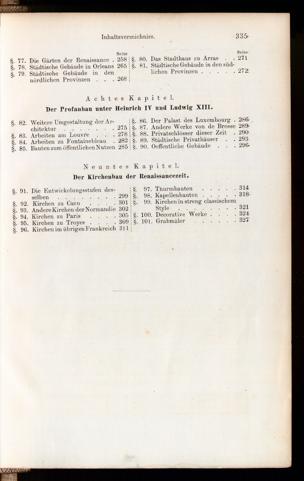 Inhaltsverzeichniss. 335
Seite
§. 77. Die Gärten der Renaissance . 258
§. 78. Städtische Gebäude in Orleans 265
§. 79. Städtische Gebäude in den
nördlichen Provinzen . . . 268
Seite
§. 80. Das Stadthaus zu Arras . . 271
§. 81. Städtische Gebäude in den süd-
lichen Provinzen . . . . . 272
Achtes Kapitel.
Der Profanbau unter Heinrich IV und Ludwig XIII.
§. 82. Weitere Umgestaltung der Ar-
chitektur . . . . . . . 275
§. 83. Arbeiten am Louvre . . . 278
§. 84. Arbeiten zu Fontainebleau . 282
§. 85. Bauten zum öffentlichen Nutzen 285
§. 86. Der Palast des Luxembourg . 286
§. 87. Andere Werke von de Brosse 289
§. 88. Privatschlösser dieser Zeit . 290
§. 89. Städtische Privathäuser . . 293
§. 90. Oeffentliche Gebäude . . . 296
Neuntes Kapitel.
Der Kirchenbau der Renaissancezeit.
§. 91. Die Entwickelungsstufen des-
selben . . . . . . . . 299
§. 92. Kirchen zu Caen . . . . 301
§. 93. Andere Kirchen der Normandie 302
§. 94. Kirchen zu Paris . . . . 305
§. 95. Kirchen zu Troyes . . . . 309
§. 96. Kirchen im übrigen Frankreich 311
§. 97. Thurmbauten . . . . . 314
§. 98. Kapellenbauten . . . . . 318
§. 99. Kirchen in streng classischem
Style . . . . . . . . 321
§. 100. Decorative Werke . . . . 324
§. 101. Grabmäler . . . . . . 327